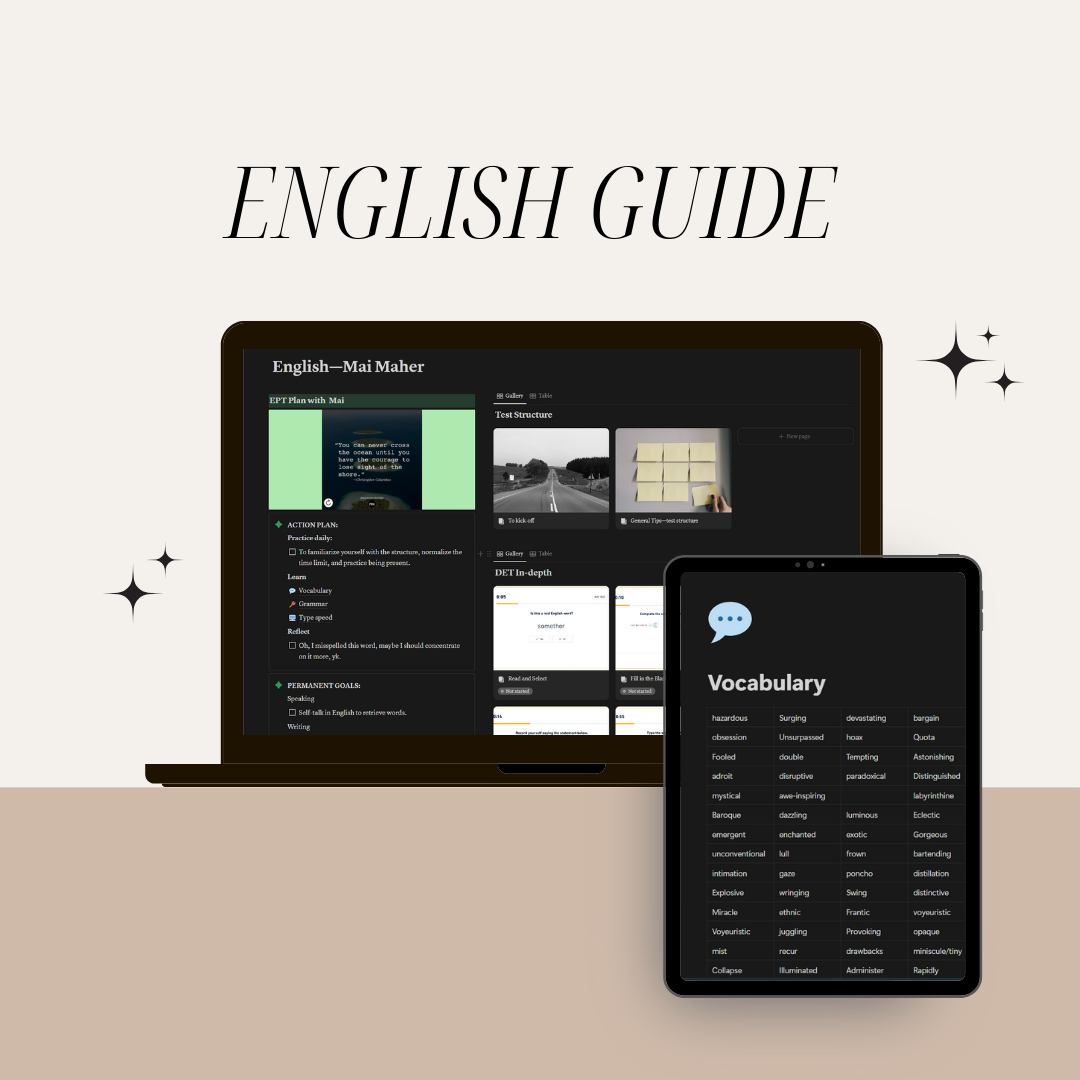 ENGLISH GUIDE
English—Mai Maher
EPT Plan with Mai
"You can never cross
the ocean until you
have the courage to
lose sight of the
shore."
—Christopher Columbus
ACTION PLAN:
Practice daily:
To familiarize yourself with the structure, normalize the
time limit, and practice being present.
Learn
Vocabulary
Grammar
Type speed
Reflect
Oh, I misspelled this word, maybe I should concentrate
on it more, yk.
PERMANENT GOALS:
Speaking
Self-talk in English to retrieve words.
Writing
Gallery Table
Test Structure
To kick off
General Tips—test structure
New page
Gallery Table
DET In-depth
0:05
Is this a real English word?
somether
Read and Select
Not started
0:16
Complete the
Fill in the Bla
Not started
0:14
Record yourself saying the statement below.
Type the
Vocabulary
hazardous Surging devastating bargain
obsession Unsurpassed hoax Quota
Fooled double Tempting Astonishing
adroit disruptive paradoxical Distinguished
mystical awe-inspiring labyrinthine
Baroque dazzling luminous Eclectic
emergent enchanted exotic Gorgeous
unconventional lull frown bartending
intimation gaze poncho distillation
Explosive wringing Swing distinctive
Miracle ethnic Frantic voyeuristic
Voyeuristic juggling Provoking opaque
mist recur drawbacks miniscule/tiny
Collapse Illuminated Administer Rapidly